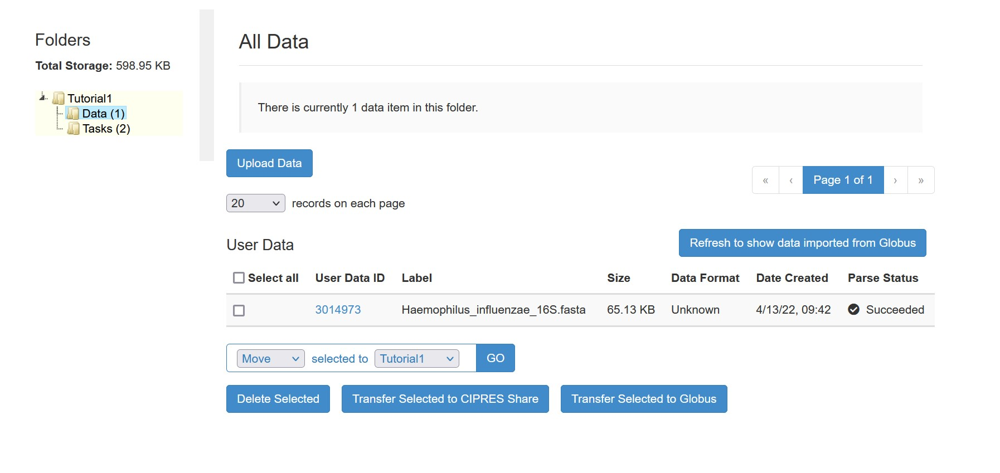 Folders
Total Storage: 598.95 KB
Tutorial1
Data (1)
Tasks (2)
All Data
There is currently 1 data item in this folder.
Upload Data
« ‹ Page 1 of 1 › »
20 records on each page
User Data
Refresh to show data imported from Globus
Select all User Data ID Label Size Data Format Date Created Parse Status
3014973 Haemophilus_influenzae_16S.fasta 65.13 KB Unknown 4/13/22, 09:42 Succeeded
Move selected to Tutorial1 GO
Delete Selected Transfer Selected to CIPRES Share Transfer Selected to Globus